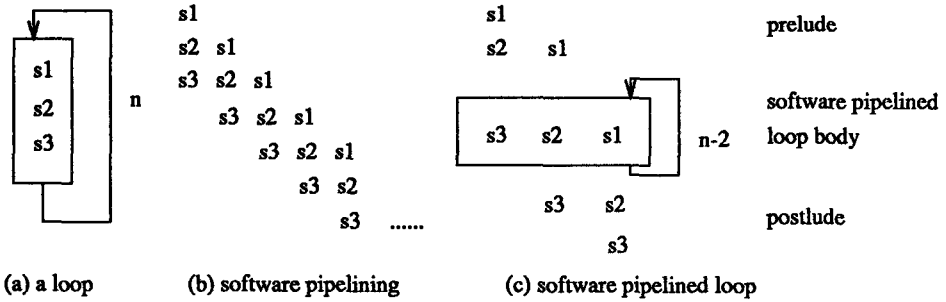 s1
s2
s3
n
(a) a loop
s1
s2 s1
s3 s2 s1
s3 s2 s1
s3 s2 s1
s3 s2
s3 ......
(b) software pipelining
s1
s2 s1
s3 s2 s1
n-2
s3 s2
s3
(c) software pipelined loop
prelude
software pipelined
loop body
postlude